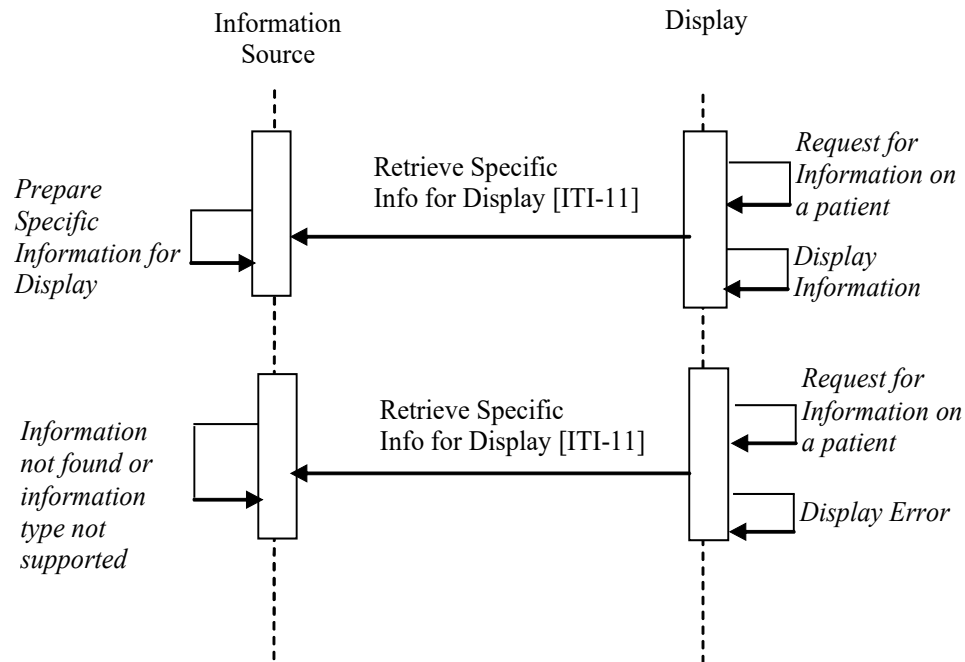 Information
Source
Display
Request for
Information on
a patient
Retrieve Specific
Info for Display [ITI-11]
Prepare
Specific
Information for
Display
Display
Information
Request for
Information on
a patient
Retrieve Specific
Info for Display [ITI-11]
Information
not found or
information
type not
supported
Display Error